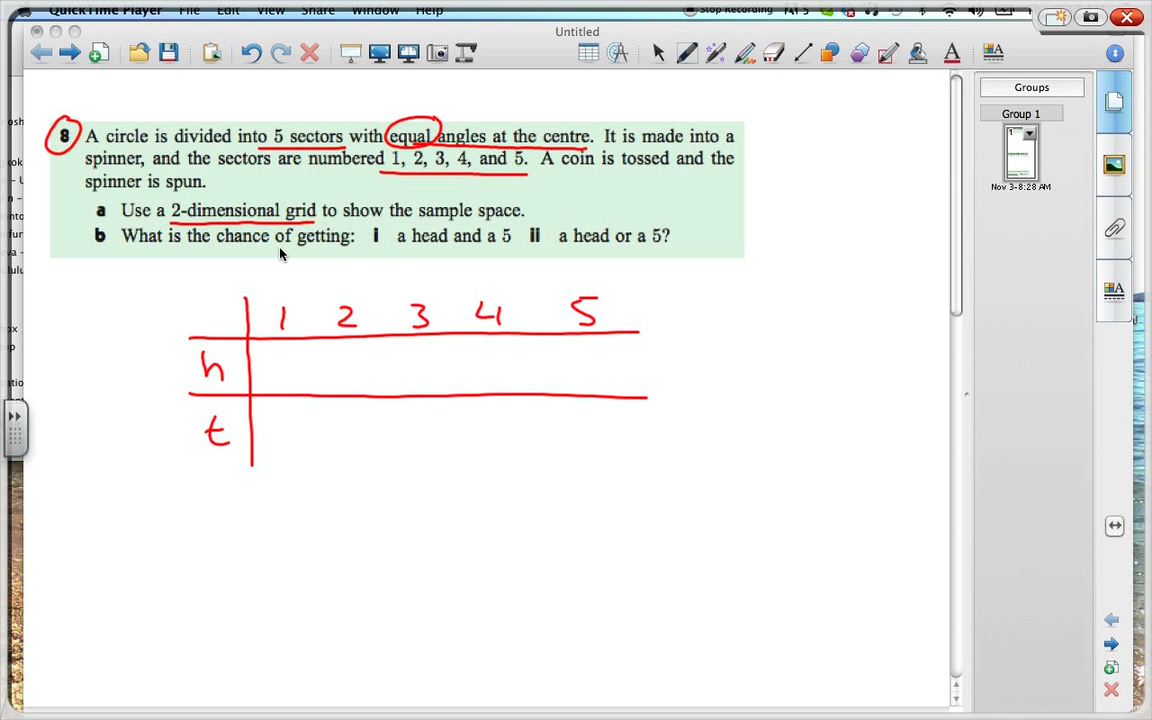 QuickTime Player File Edit View Share Window Help Stop Recording
Untitled
8 A circle is divided into 5 sectors with equal angles at the centre. It is made into a
spinner, and the sectors are numbered 1, 2, 3, 4, and 5. A coin is tossed and the
spinner is spun.
a Use a 2-dimensional grid to show the sample space.
b What is the chance of getting: i a head and a 5 ii a head or a 5?
1 2 3 4 5
h
t
Groups
Group 1
Nov 3-8:28 AM